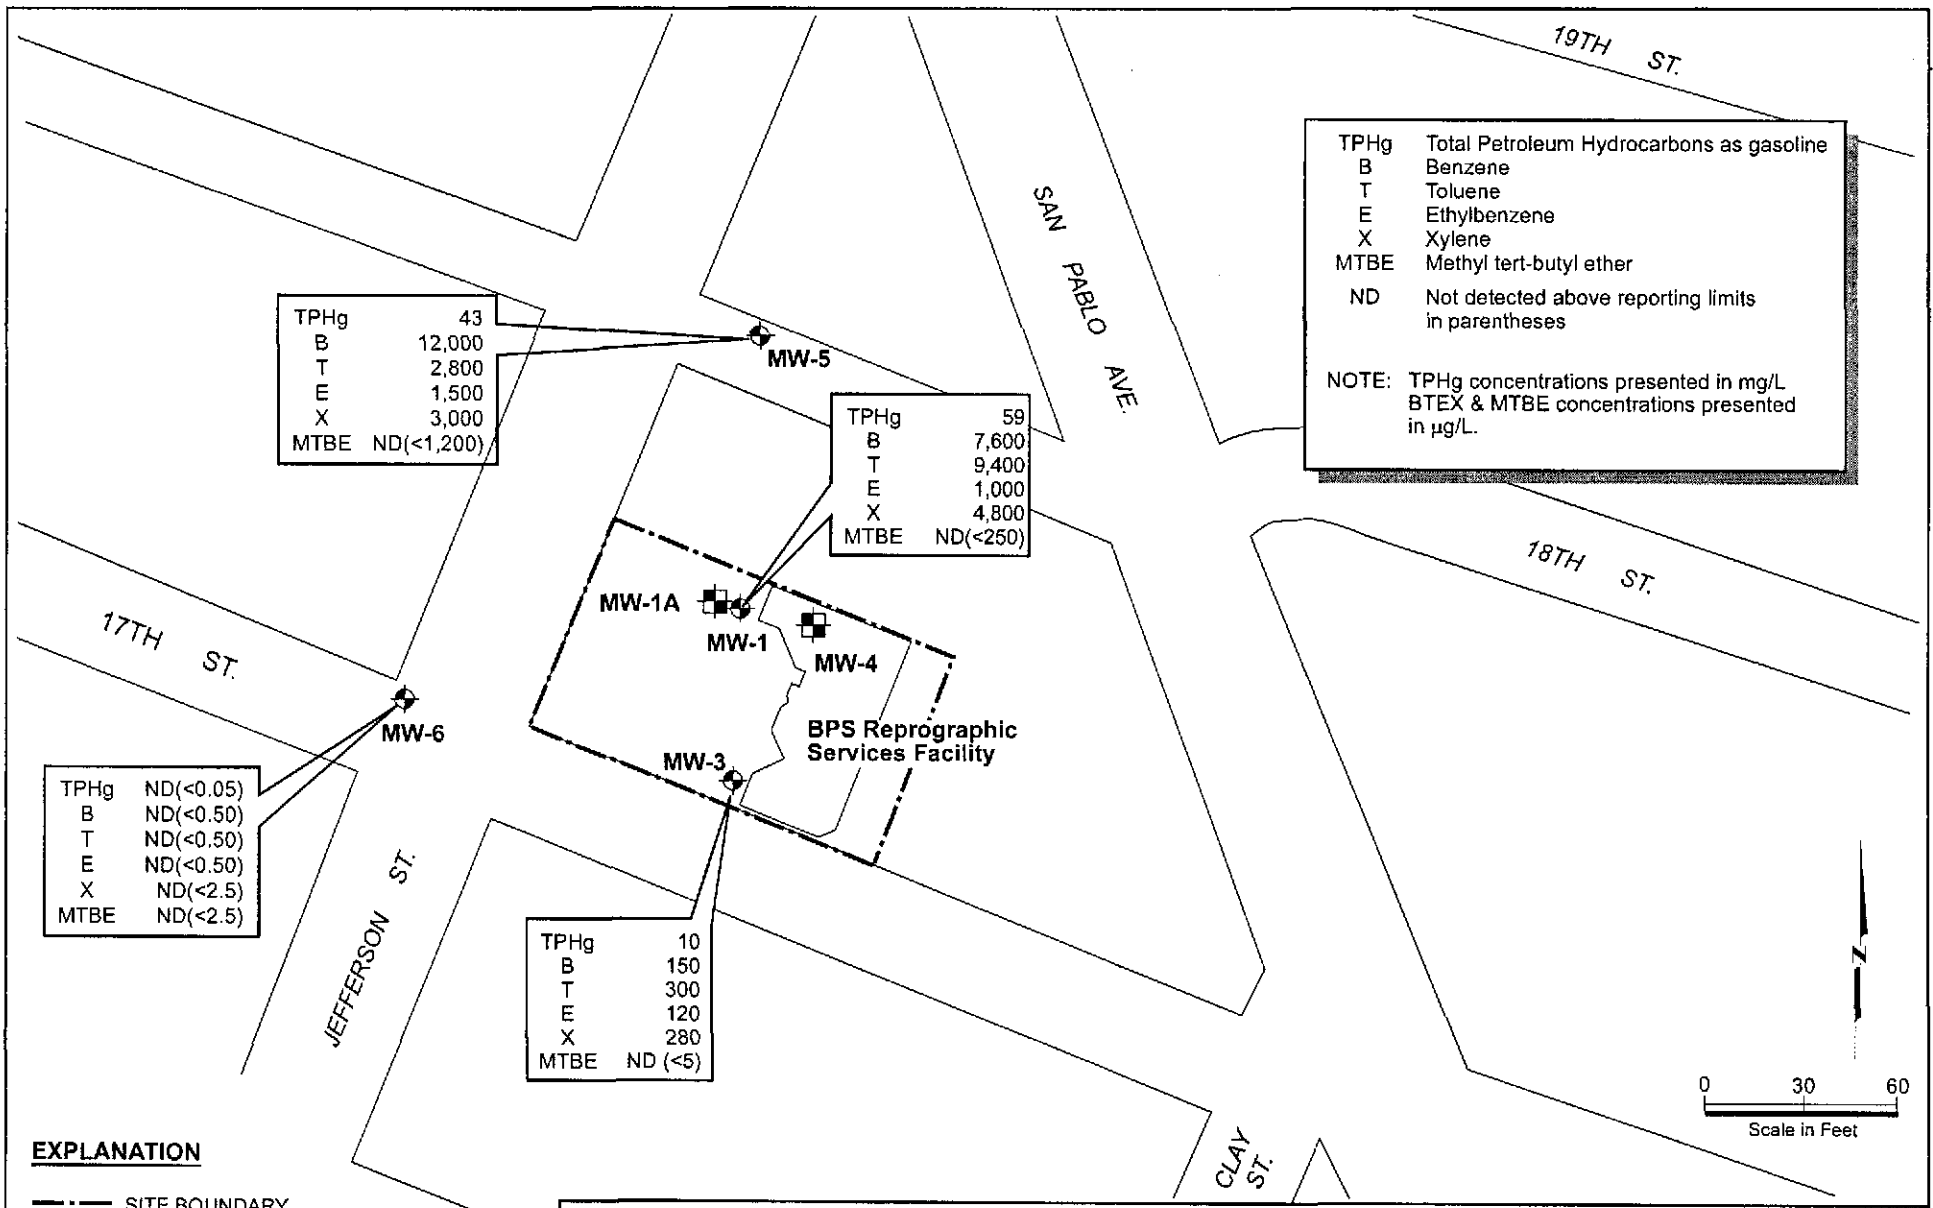 19TH ST.
TPHg Total Petroleum Hydrocarbons as gasoline
B Benzene
T Toluene
E Ethylbenzene
X Xylene
MTBE Methyl tert-butyl ether
ND Not detected above reporting limits
in parentheses
NOTE: TPHg concentrations presented in mg/L
BTEX & MTBE concentrations presented
in µg/L.
SAN PABLO AVE.
TPHg 43
B 12,000
T 2,800
E 1,500
X 3,000
MTBE ND(<1,200)
MW-5
TPHg 59
B 7,600
T 9,400
E 1,000
X 4,800
MTBE ND(<250)
18TH ST.
17TH ST.
MW-1A
MW-1
MW-4
MW-6
BPS Reprographic
Services Facility
MW-3
TPHg ND(<0.05)
B ND(<0.50)
T ND(<0.50)
E ND(<0.50)
X ND(<2.5)
MTBE ND(<2.5)
JEFFERSON ST.
TPHg 10
B 150
T 300
E 120
X 280
MTBE ND (<5)
N
0 30 60
Scale in Feet
CLAY
ST.
EXPLANATION
SITE BOUNDARY